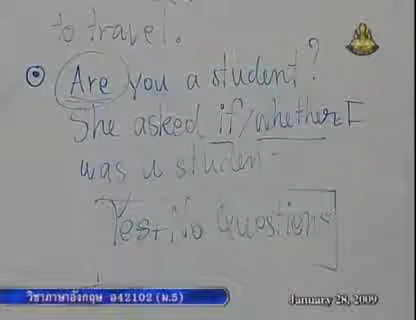 to travel.
Are you a student?
She asked if/whether I
was a studen
Yes, No Questions
วิชาภาษาอังกฤษ อ42102 (ม.5)
January 28, 2009